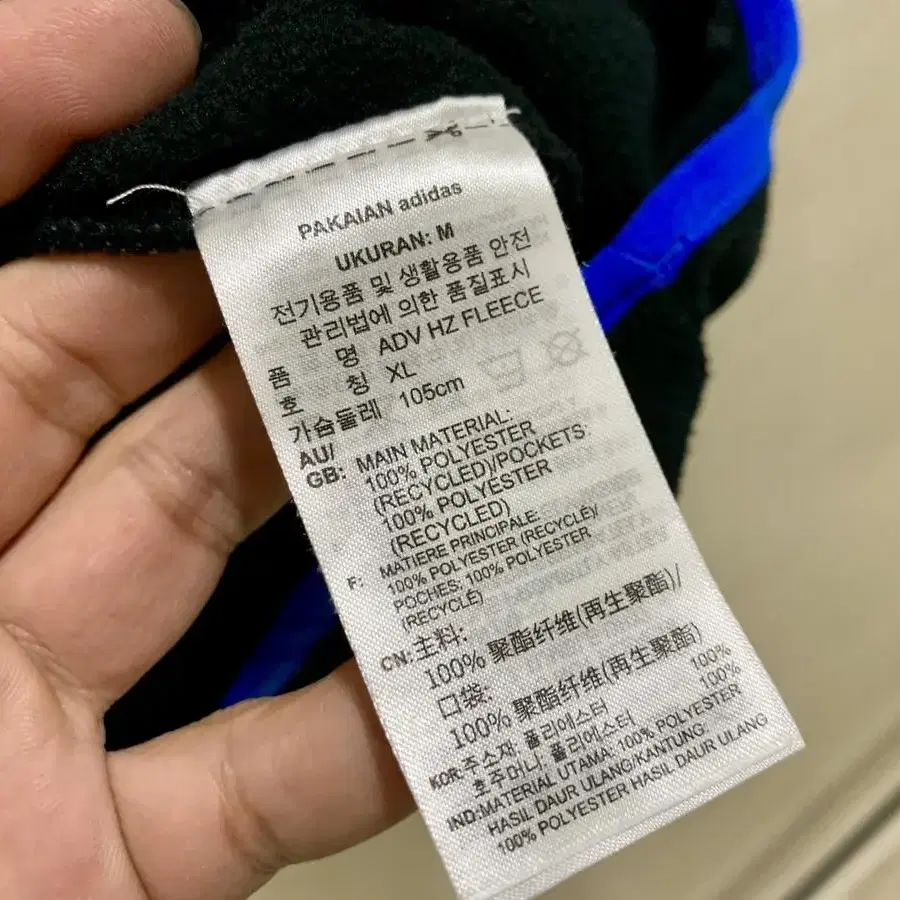 PAKAIAN adidas
UKURAN: M
전기용품 및 생활용품 안전
관리법에 의한 품질표시
품 명 ADV HZ FLEECE
호 칭 XL
가슴둘레 105cm
AU/
GB: MAIN MATERIAL:
100% POLYESTER
(RECYCLED)/POCKETS:
100% POLYESTER
(RECYCLED)
F: MATIERE PRINCIPALE:
100% POLYESTER (RECYCLÉ)/
POCHES: 100% POLYESTER
(RECYCLÉ)
CN: 主料:
100% 聚酯纤维(再生聚酯)/
口袋:
100% 聚酯纤维(再生聚酯)
KOR: 주소재, 폴리에스터 100%
호주머니, 폴리에스터 100%
IND: MATERIAL UTAMA: 100% POLYESTER
HASIL DAUR ULANG/KANTUNG:
100% POLYESTER HASIL DAUR ULANG